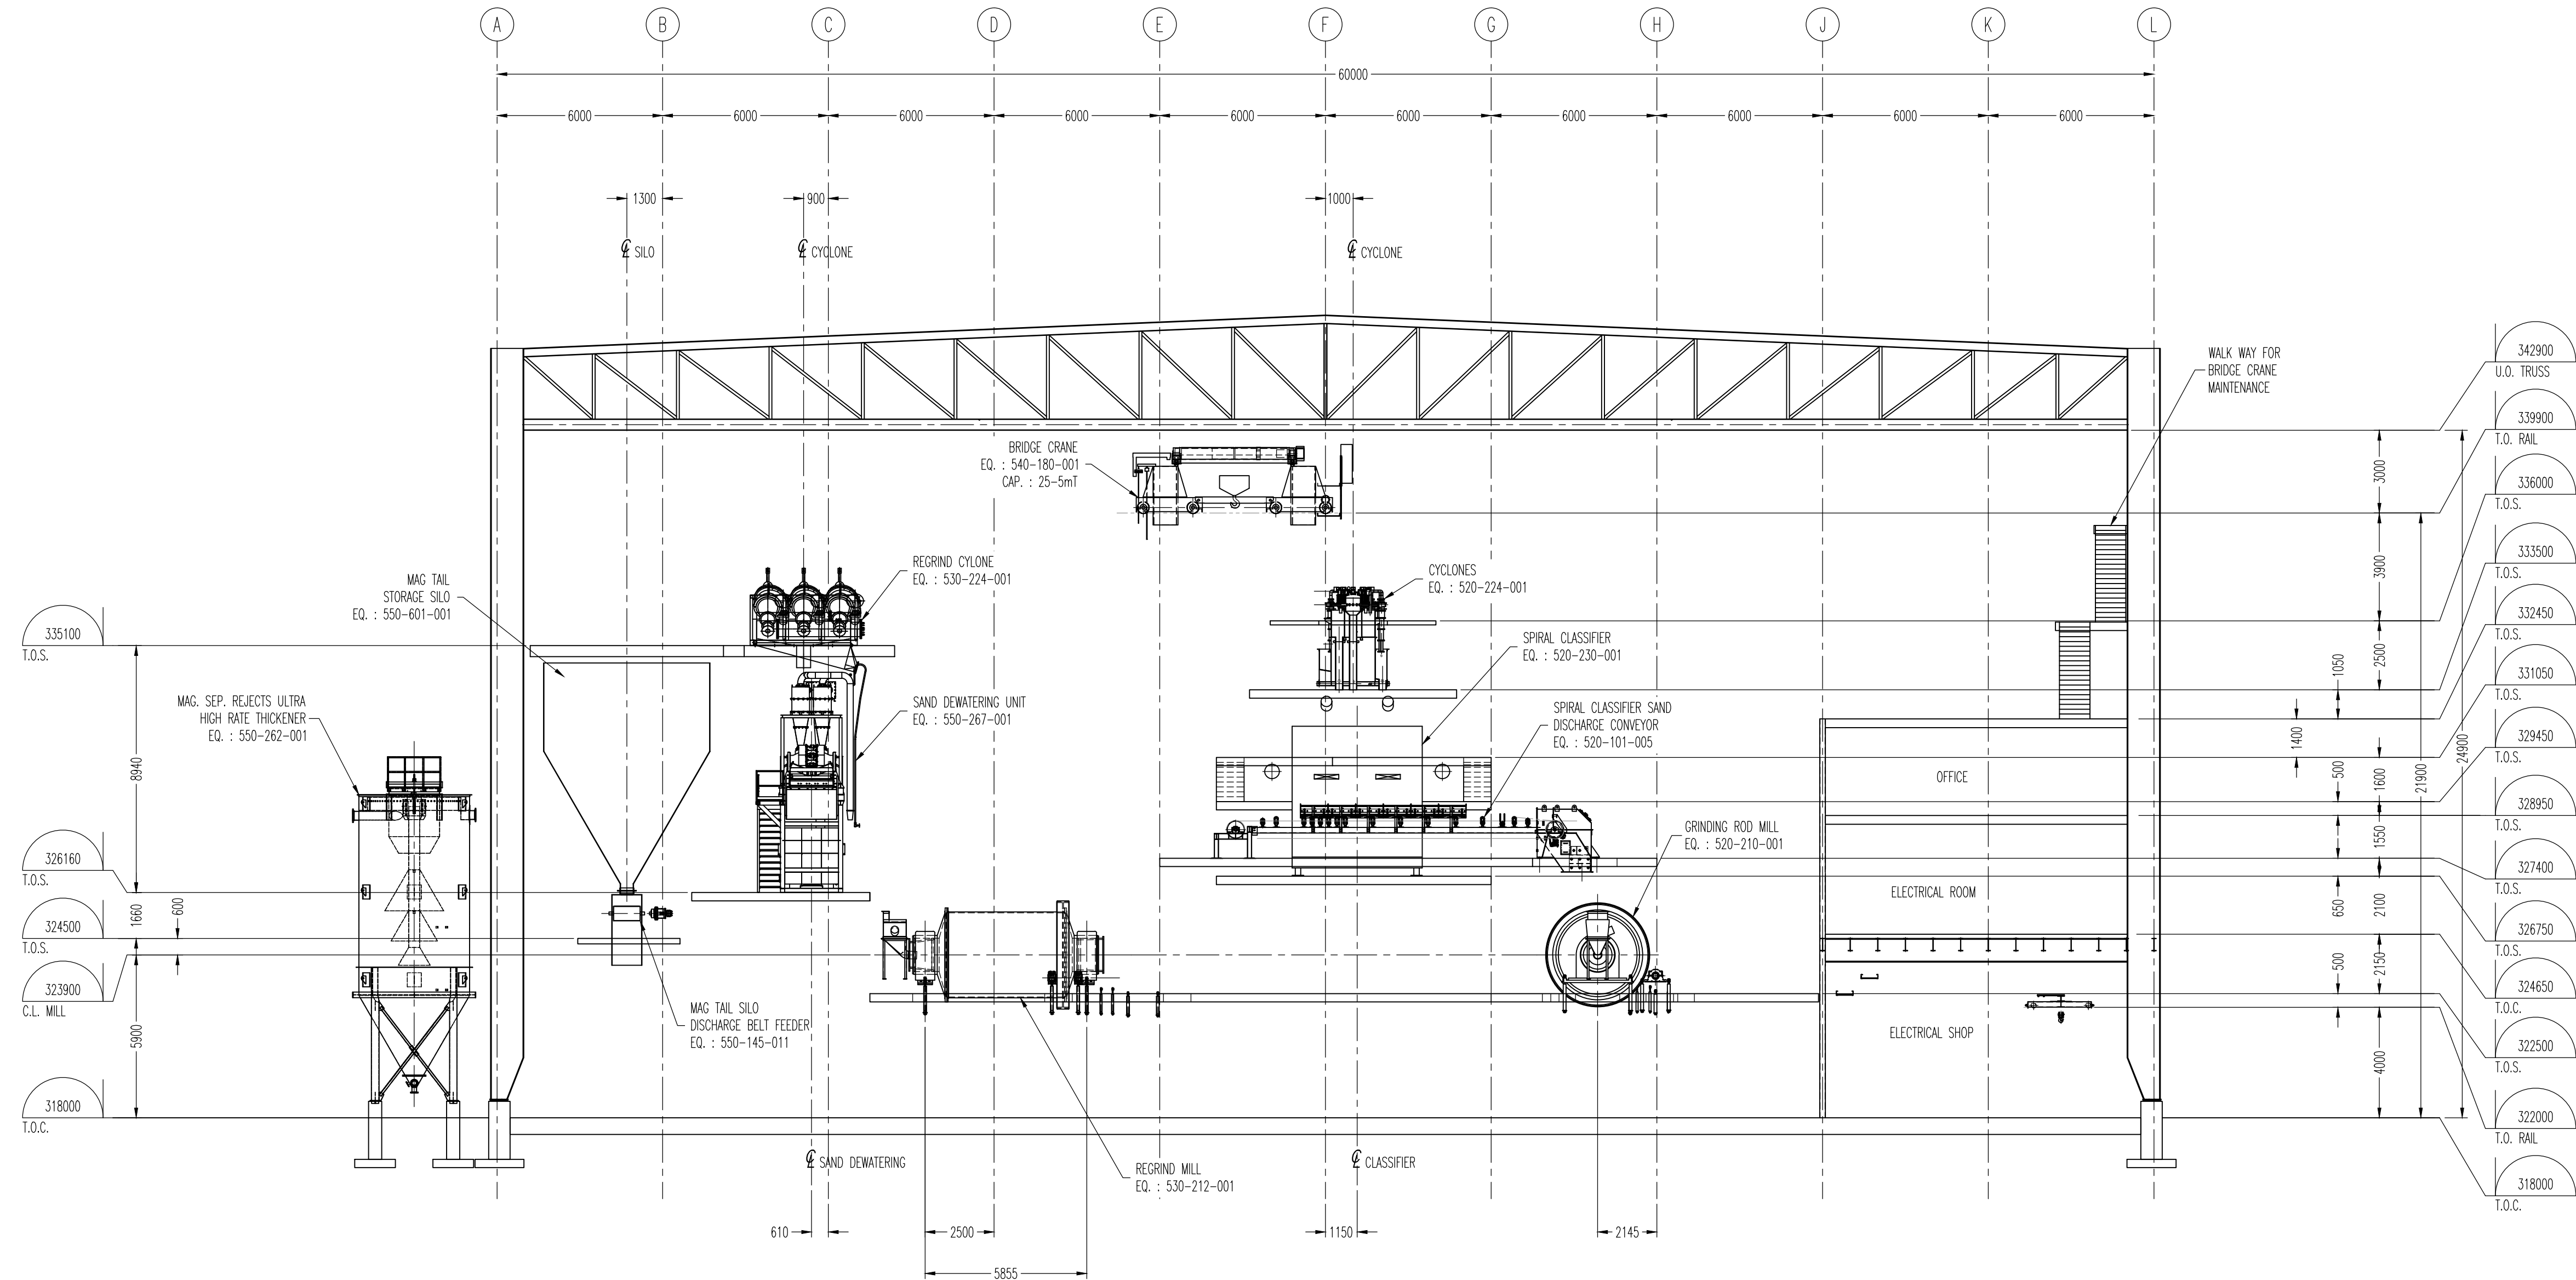 A
B
C
D
E
F
G
H
J
K
L
60000
6000
6000
6000
6000
6000
6000
6000
6000
6000
6000
1300
900
1000
℄ SILO
℄ CYCLONE
℄ CYCLONE
WALK WAY FOR
BRIDGE CRANE
MAINTENANCE
BRIDGE CRANE
EQ. : 540-180-001
CAP. : 25-5mT
REGRIND CYLONE
EQ. : 530-224-001
CYCLONES
EQ. : 520-224-001
MAG TAIL
STORAGE SILO
EQ. : 550-601-001
SPIRAL CLASSIFIER
EQ. : 520-230-001
MAG. SEP. REJECTS ULTRA
HIGH RATE THICKENER
EQ. : 550-262-001
SAND DEWATERING UNIT
EQ. : 550-267-001
SPIRAL CLASSIFIER SAND
DISCHARGE CONVEYOR
EQ. : 520-101-005
GRINDING ROD MILL
EQ. : 520-210-001
OFFICE
ELECTRICAL ROOM
ELECTRICAL SHOP
MAG TAIL SILO
DISCHARGE BELT FEEDER
EQ. : 550-145-011
REGRIND MILL
EQ. : 530-212-001
℄ SAND DEWATERING
℄ CLASSIFIER
610
2500
5855
1150
2145
335100
T.O.S.
326160
T.O.S.
324500
T.O.S.
323900
C.L. MILL
318000
T.O.C.
8940
1660
600
5900
1400
1050
500
650
500
3000
3900
2500
1600
1550
2100
2150
4000
21900
24900
342900
U.O. TRUSS
339900
T.O. RAIL
336000
T.O.S.
333500
T.O.S.
332450
T.O.S.
331050
T.O.S.
329450
T.O.S.
328950
T.O.S.
327400
T.O.S.
326750
T.O.S.
324650
T.O.C.
322500
T.O.S.
322000
T.O. RAIL
318000
T.O.C.